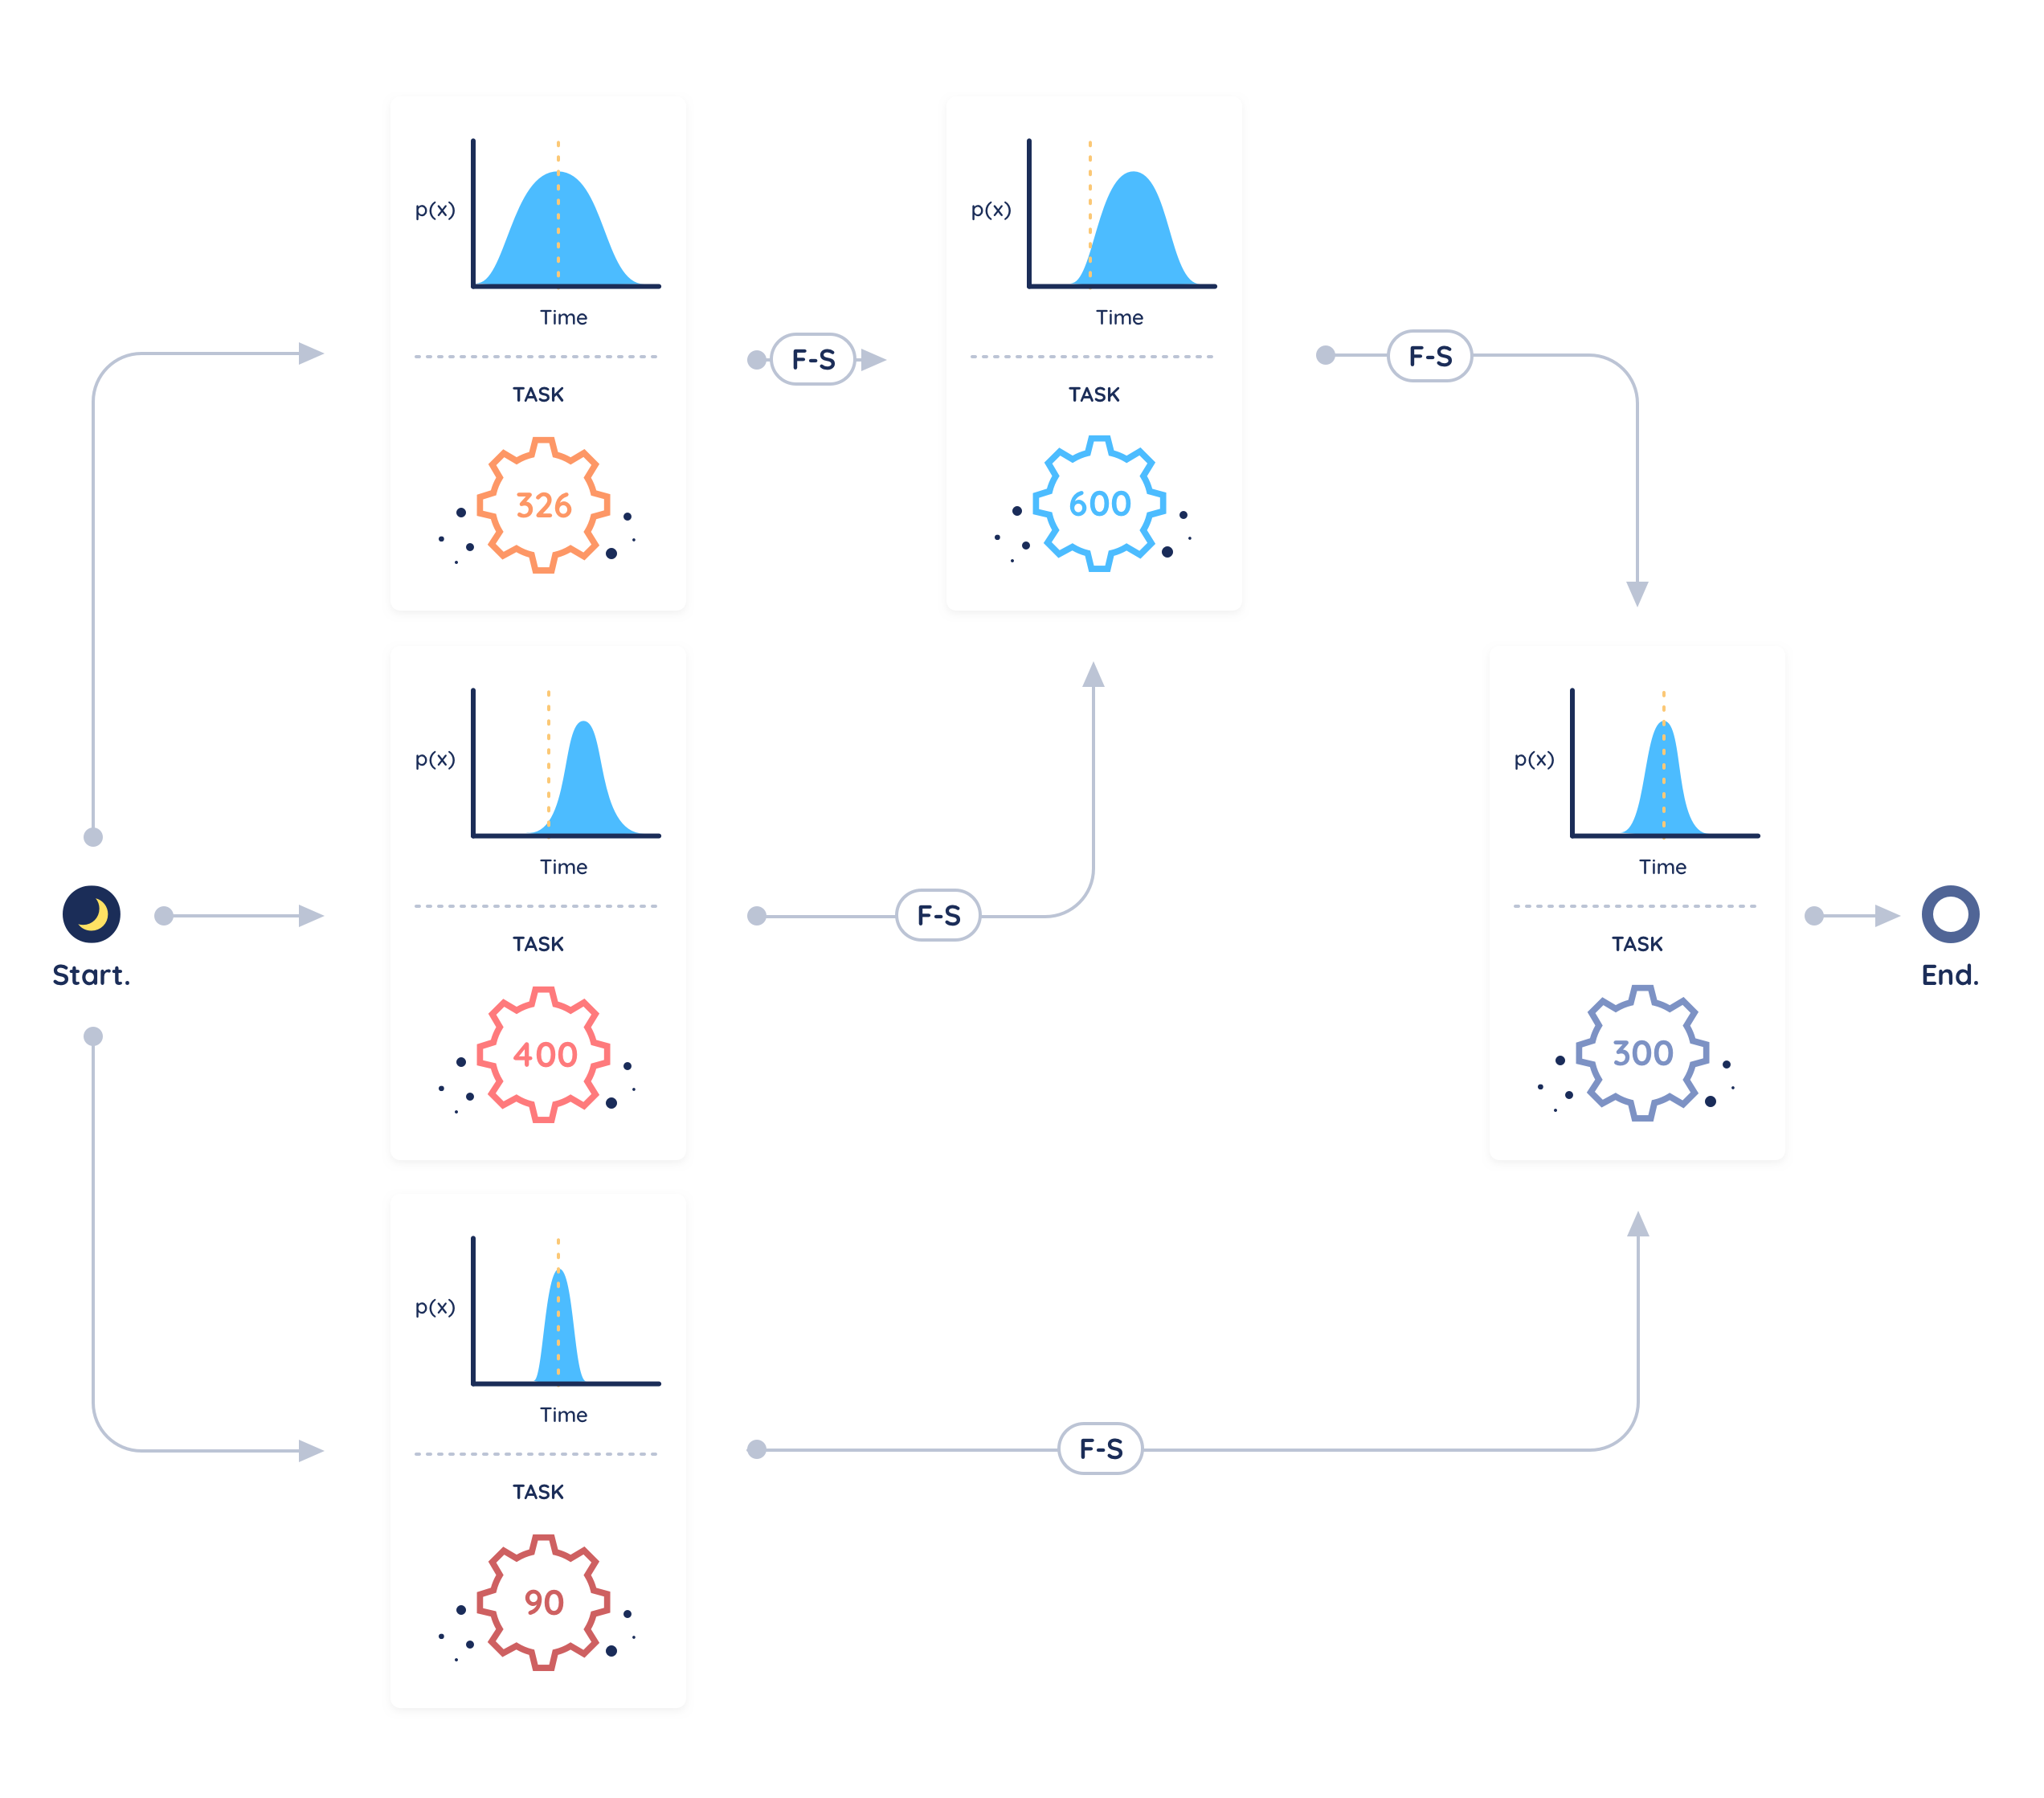 p(x)
Time
TASK
326
F-S
p(x)
Time
TASK
600
F-S
Start.
p(x)
Time
TASK
400
F-S
p(x)
Time
TASK
300
End.
p(x)
Time
TASK
90
F-S